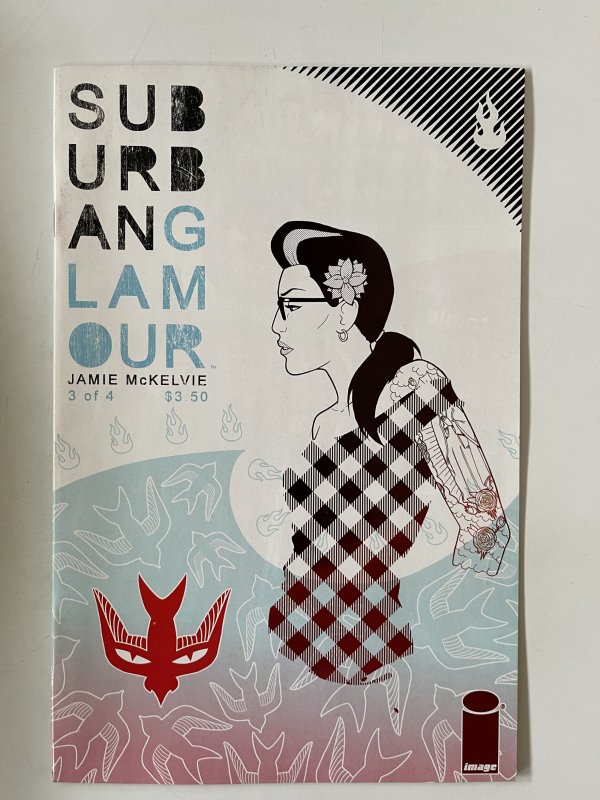 SUB
URB
ANG
LAM
OUR™
JAMIE McKELVIE
3 of 4 $3.50
image®